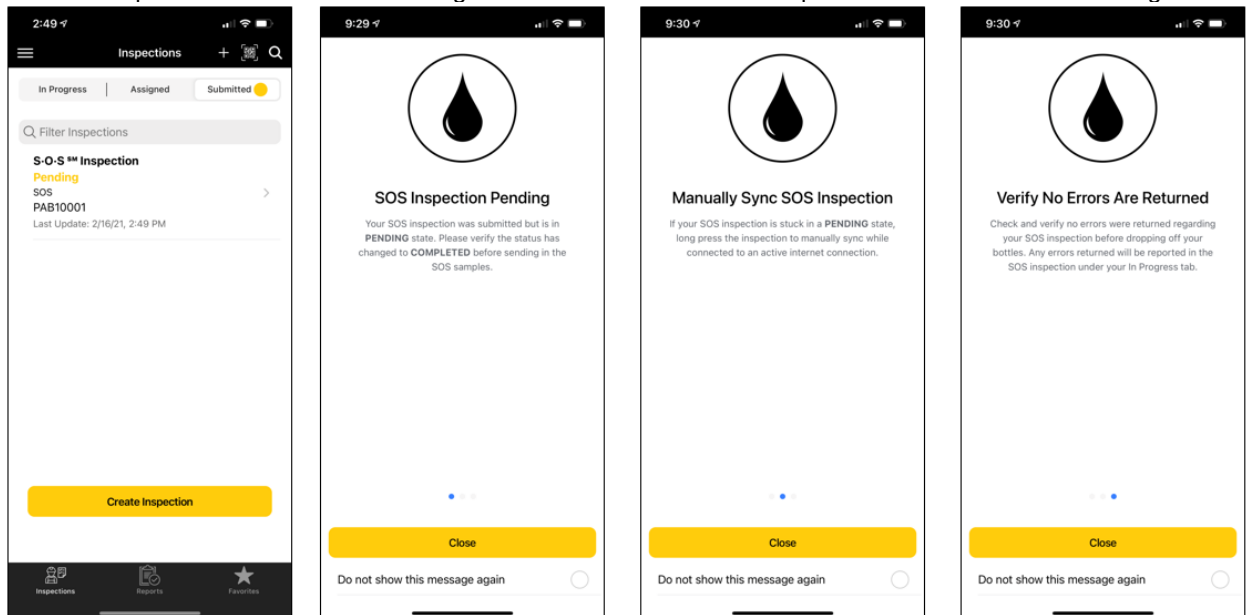 2:49
Inspections
In Progress
Assigned
Submitted
Filter Inspections
S·O·S ℠ Inspection
Pending
SOS
PAB10001
Last Update: 2/16/21, 2:49 PM
Create Inspection
Inspections
Reports
Favorites
9:29
SOS Inspection Pending
Your SOS inspection was submitted but is in
PENDING state. Please verify the status has
changed to COMPLETED before sending in the
SOS samples.
Close
Do not show this message again
9:30
Manually Sync SOS Inspection
If your SOS inspection is stuck in a PENDING state,
long press the inspection to manually sync while
connected to an active internet connection.
Close
Do not show this message again
9:30
Verify No Errors Are Returned
Check and verify no errors were returned regarding
your SOS inspection before dropping off your
bottles. Any errors returned will be reported in the
SOS inspection under your In Progress tab.
Close
Do not show this message again